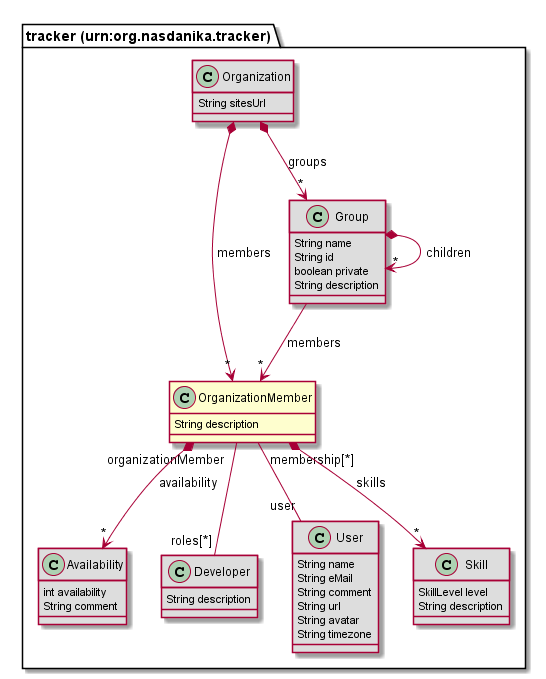 tracker (urn:org.nasdanika.tracker)
C Organization
String sitesUrl
groups
*
C Group
String name
String id
boolean private
String description
children
*
members
members
*
*
C OrganizationMember
String description
organizationMember
membership[*]
availability
skills
user
*
roles[*]
*
C Availability
int availability
String comment
C Developer
String description
C User
String name
String eMail
String comment
String url
String avatar
String timezone
C Skill
SkillLevel level
String description